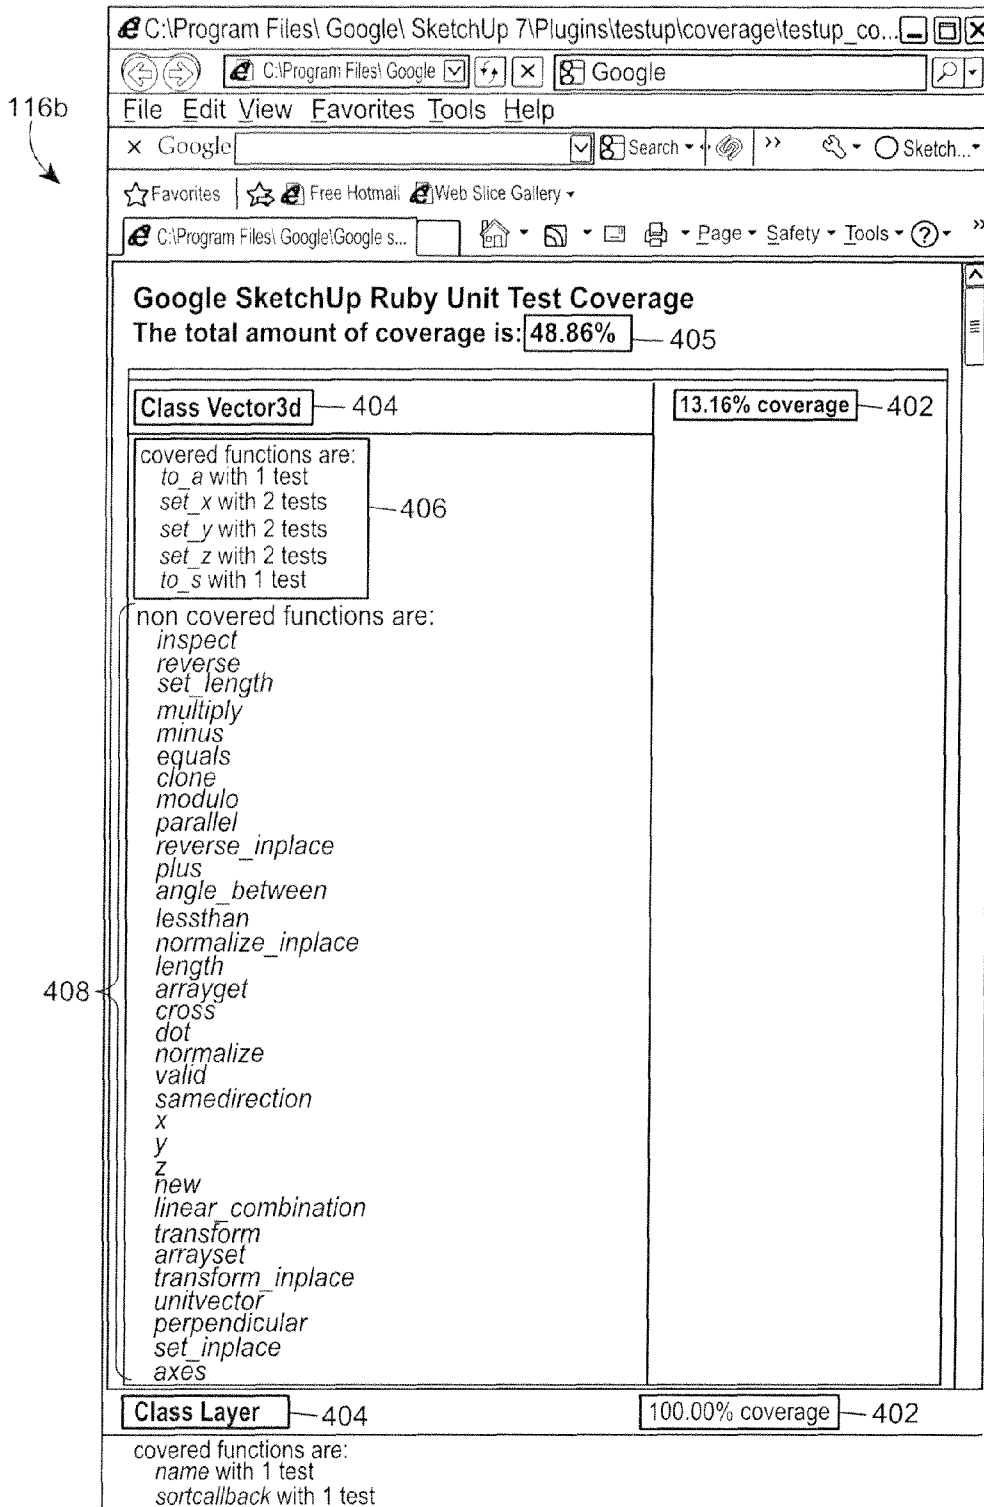 C:\Program Files\ Google\ SketchUp 7\Plugins\testup\coverage\testup_co...
C:\Program Files\ Google
Google
116b
File Edit View Favorites Tools Help
× Google Search Sketch...
Favorites Free Hotmail Web Slice Gallery
C:\Program Files\ Google\Google s... Page Safety Tools
Google SketchUp Ruby Unit Test Coverage
The total amount of coverage is: 48.86% 405
Class Vector3d 404 13.16% coverage 402
covered functions are:
to_a with 1 test
set_x with 2 tests
406
set_y with 2 tests
set_z with 2 tests
to_s with 1 test
non covered functions are:
inspect
reverse
set_length
multiply
minus
equals
clone
modulo
parallel
reverse_inplace
plus
angle_between
lessthan
normalize_inplace
length
408 arrayget
cross
dot
normalize
valid
samedirection
x
y
z
new
linear_combination
transform
arrayset
transform_inplace
unitvector
perpendicular
set_inplace
axes
Class Layer 404 100.00% coverage 402
covered functions are:
name with 1 test
sortcallback with 1 test